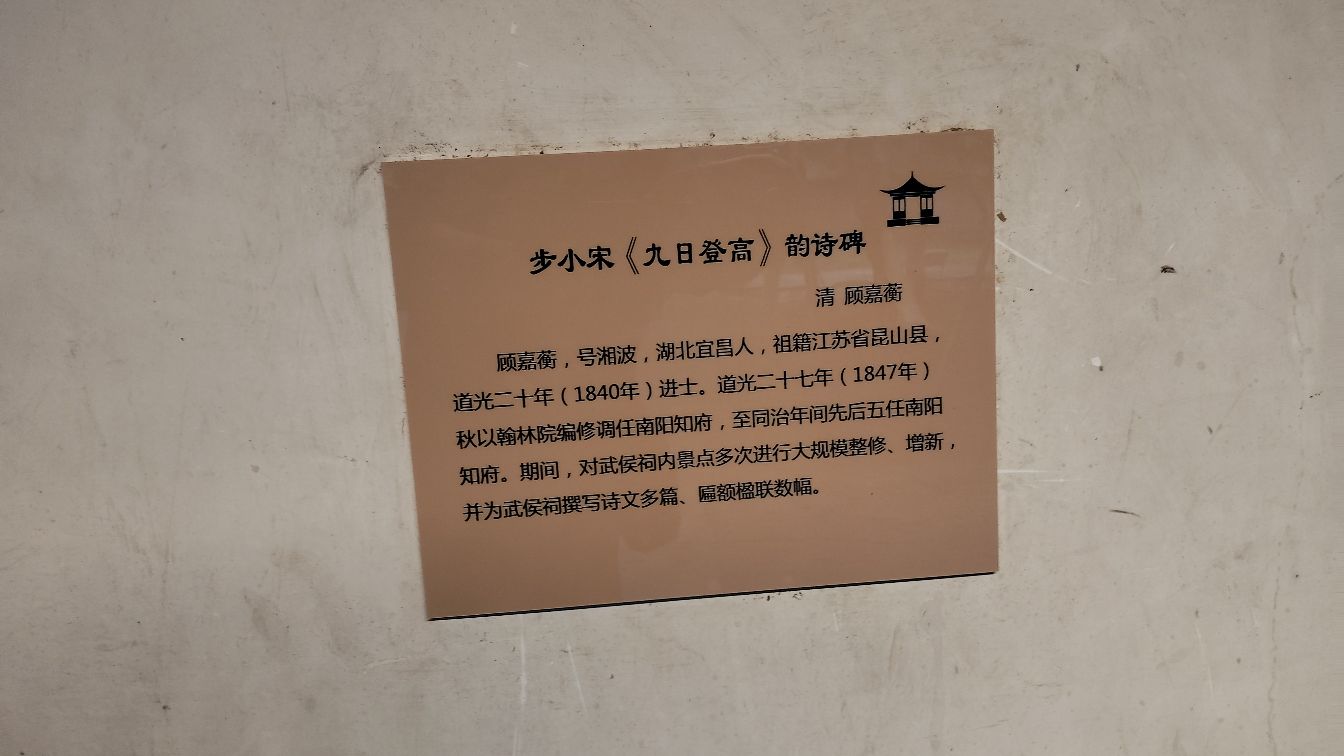 步小宋《九日登高》韵诗碑
清 顾嘉蘅
顾嘉蘅，号湘波，湖北宜昌人，祖籍江苏省昆山县，
道光二十年（1840年）进士。道光二十七年（1847年）
秋以翰林院编修调任南阳知府，至同治年间先后五任南阳
知府。期间，对武侯祠内景点多次进行大规模整修、增新，
并为武侯祠撰写诗文多篇、匾额楹联数幅。